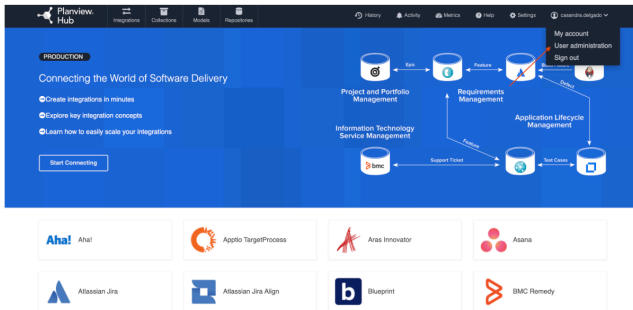 Planview.
Hub
Integrations
Collections
Models
Repositories
History
Activity
Metrics
Help
Settings
casandra.delgado
My account
User administration
Sign out
PRODUCTION
Connecting the World of Software Delivery
Create integrations in minutes
Explore key integration concepts
Learn how to easily scale your integrations
Start Connecting
Epic
Feature
Defect
Project and Portfolio
Management
Requirements
Management
Application Lifecycle
Management
Information Technology
Service Management
Feature
bmc
Support Ticket
Test Cases
Aha!
Aha!
Apptio TargetProcess
Aras Innovator
Asana
Atlassian Jira
Atlassian Jira Align
b
Blueprint
BMC Remedy